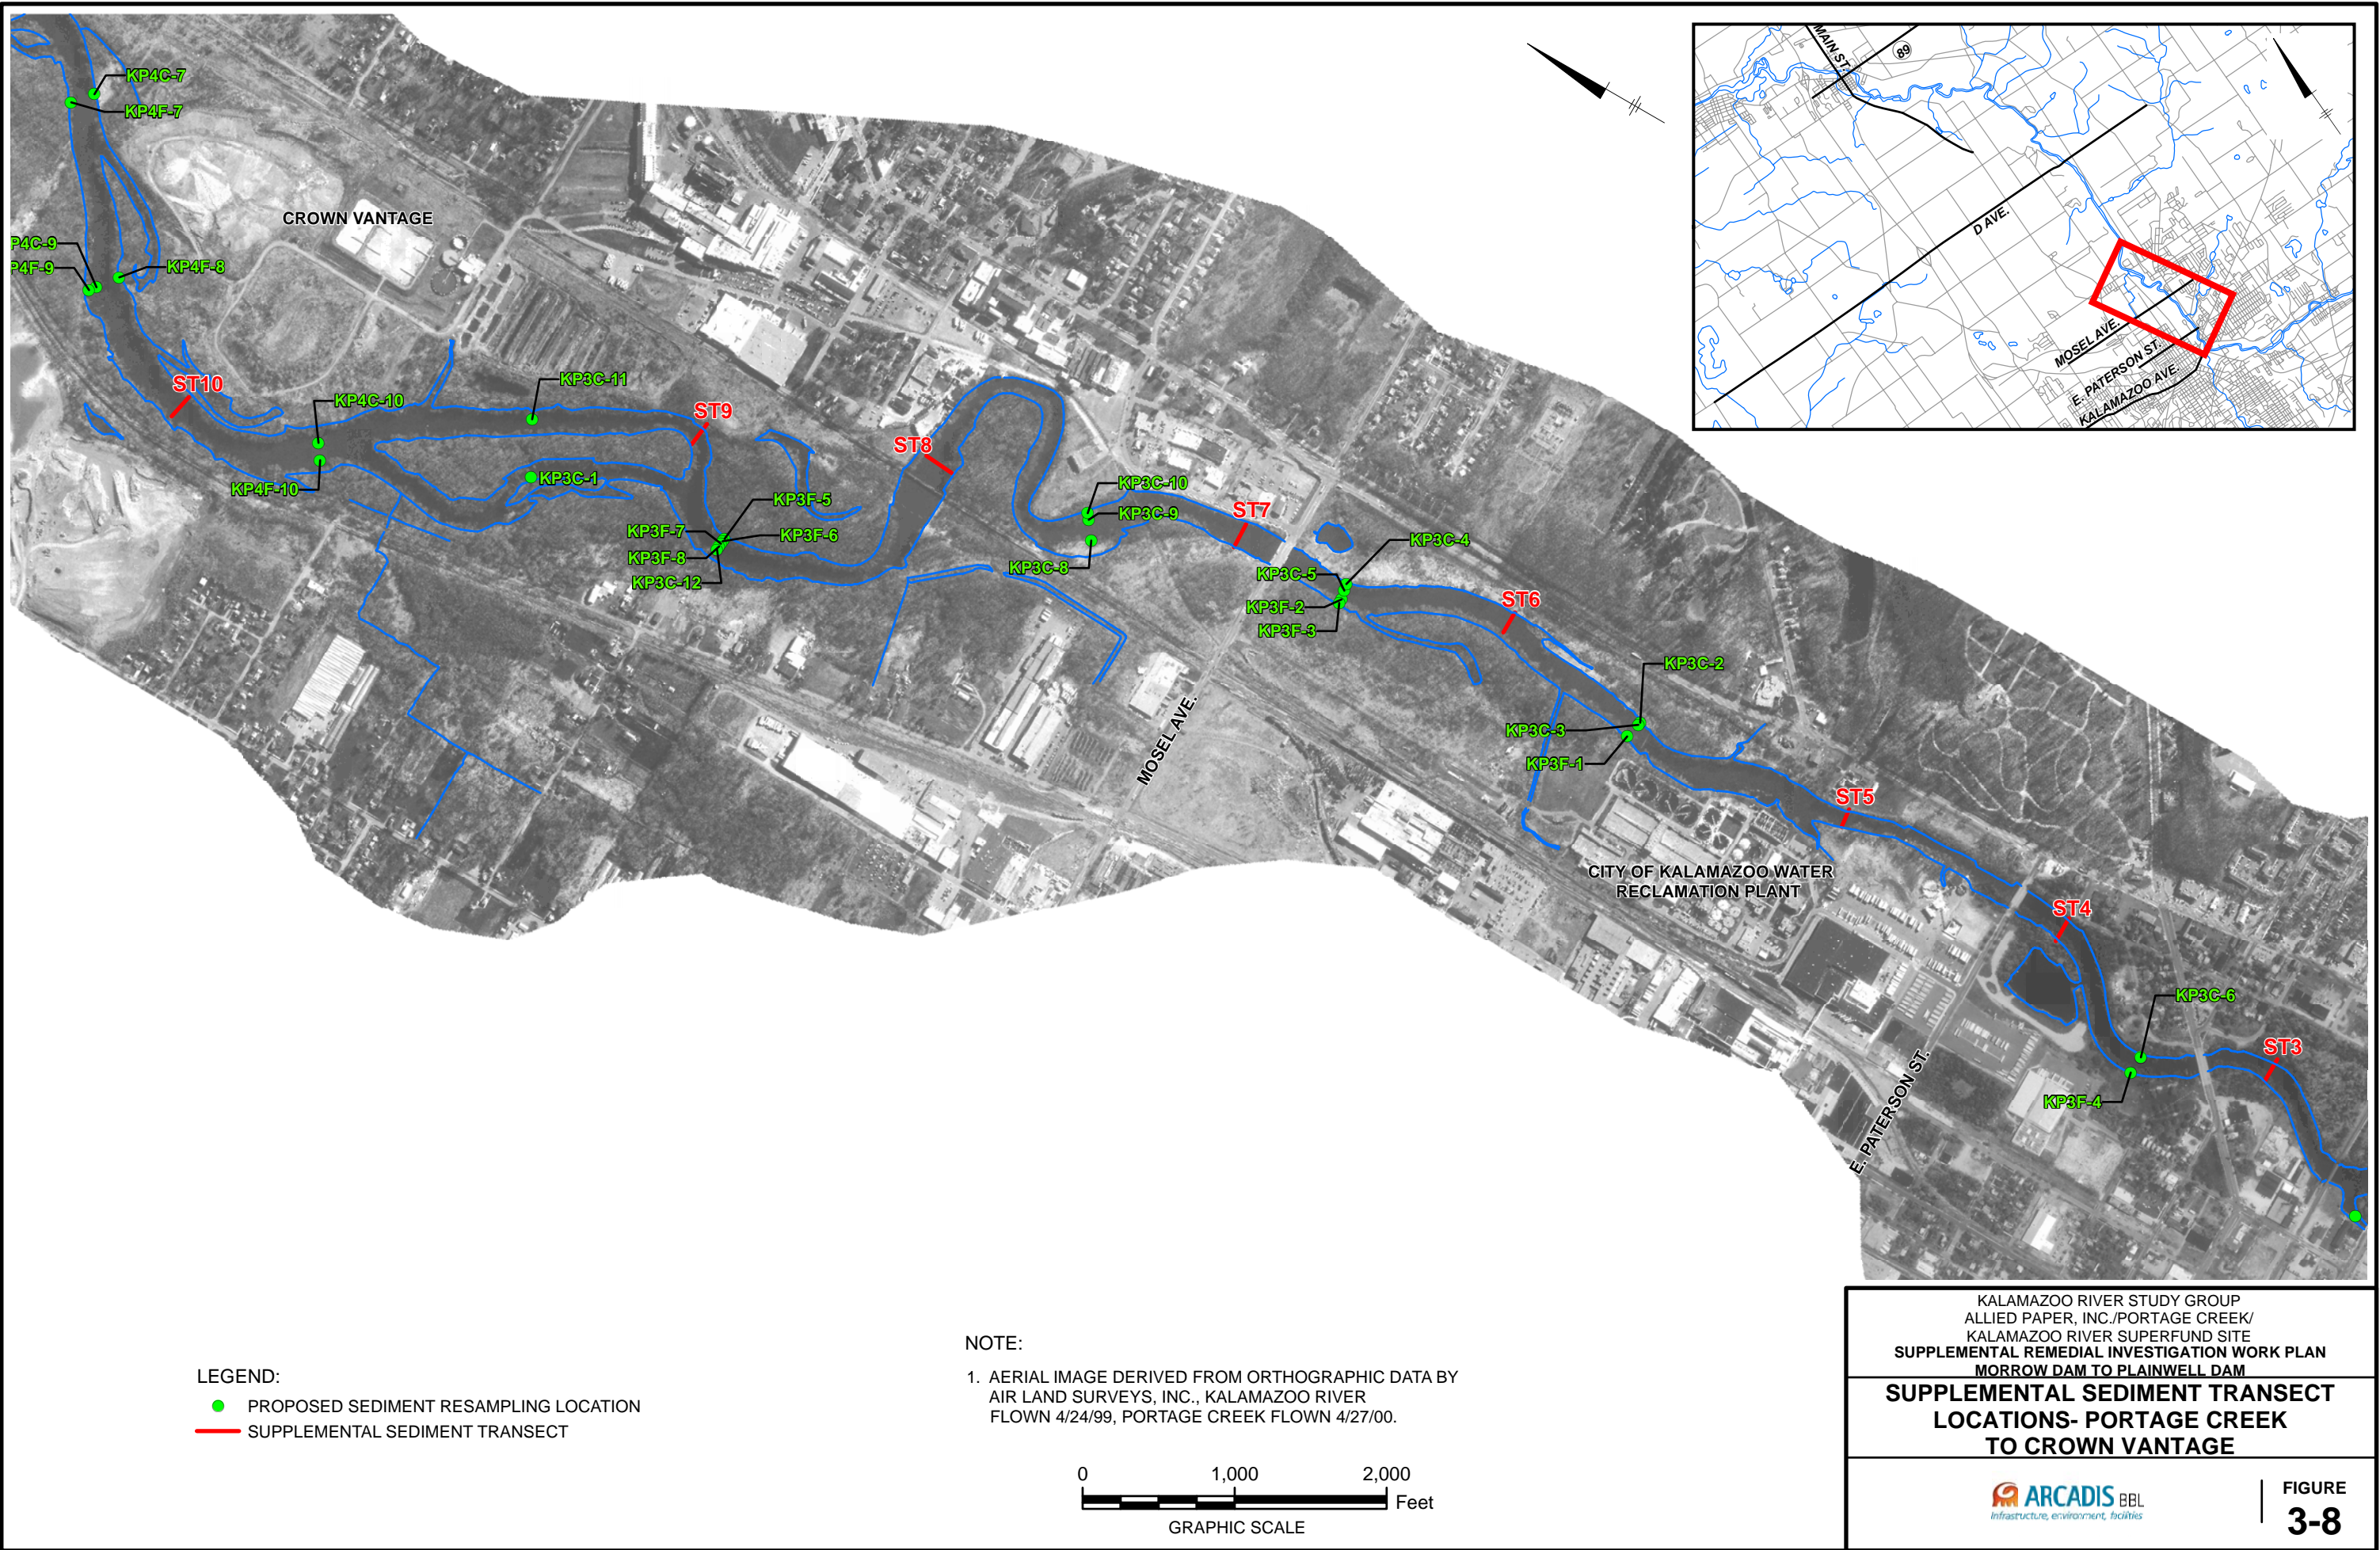 KP4C-7
KP4F-7
CROWN VANTAGE
P4C-9
P4F-9
KP4F-8
ST10
KP4C-10
KP4F-10
KP3C-11
KP3C-1
ST9
KP3F-5
KP3F-7
KP3F-6
KP3F-8
KP3C-12
ST8
KP3C-10
KP3C-9
KP3C-8
ST7
KP3C-4
KP3C-5
KP3F-2
KP3F-3
MOSEL AVE.
ST6
KP3C-2
KP3C-3
KP3F-1
ST5
CITY OF KALAMAZOO WATER
RECLAMATION PLANT
ST4
KP3C-6
ST3
KP3F-4
E. PATERSON ST.
MAIN ST
89
D AVE.
MOSEL AVE.
E. PATERSON ST.
KALAMAZOO AVE.
LEGEND:
PROPOSED SEDIMENT RESAMPLING LOCATION
SUPPLEMENTAL SEDIMENT TRANSECT
NOTE:
1. AERIAL IMAGE DERIVED FROM ORTHOGRAPHIC DATA BY
AIR LAND SURVEYS, INC., KALAMAZOO RIVER
FLOWN 4/24/99, PORTAGE CREEK FLOWN 4/27/00.
0 1,000 2,000
Feet
GRAPHIC SCALE
KALAMAZOO RIVER STUDY GROUP
ALLIED PAPER, INC./PORTAGE CREEK/
KALAMAZOO RIVER SUPERFUND SITE
SUPPLEMENTAL REMEDIAL INVESTIGATION WORK PLAN
MORROW DAM TO PLAINWELL DAM
SUPPLEMENTAL SEDIMENT TRANSECT
LOCATIONS- PORTAGE CREEK
TO CROWN VANTAGE
ARCADIS BBL
Infrastructure, environment, facilities
FIGURE
3-8